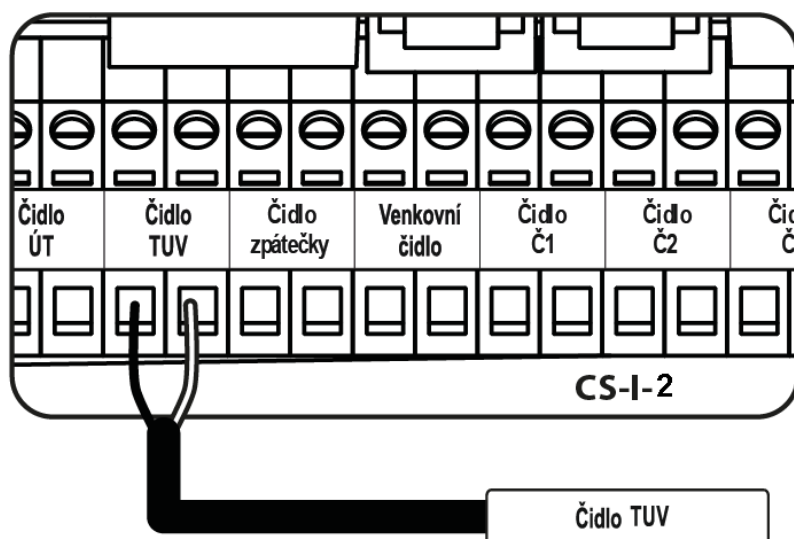 Čidlo
ÚT
Čidlo
TUV
Čidlo
zpátečky
Venkovní
čidlo
Čidlo
Č1
Čidlo
Č2
CS-I-2
Čidlo TUV